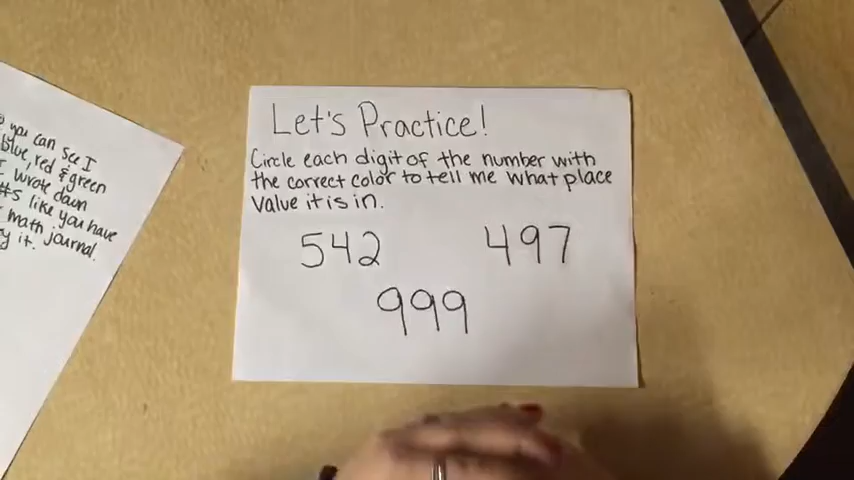 you can see I
blue, red & green
wrote down
#s like you have
math journal.
it.
Let's Practice!
Circle each digit of the number with
the correct color to tell me what place
value it is in.
542 497
999